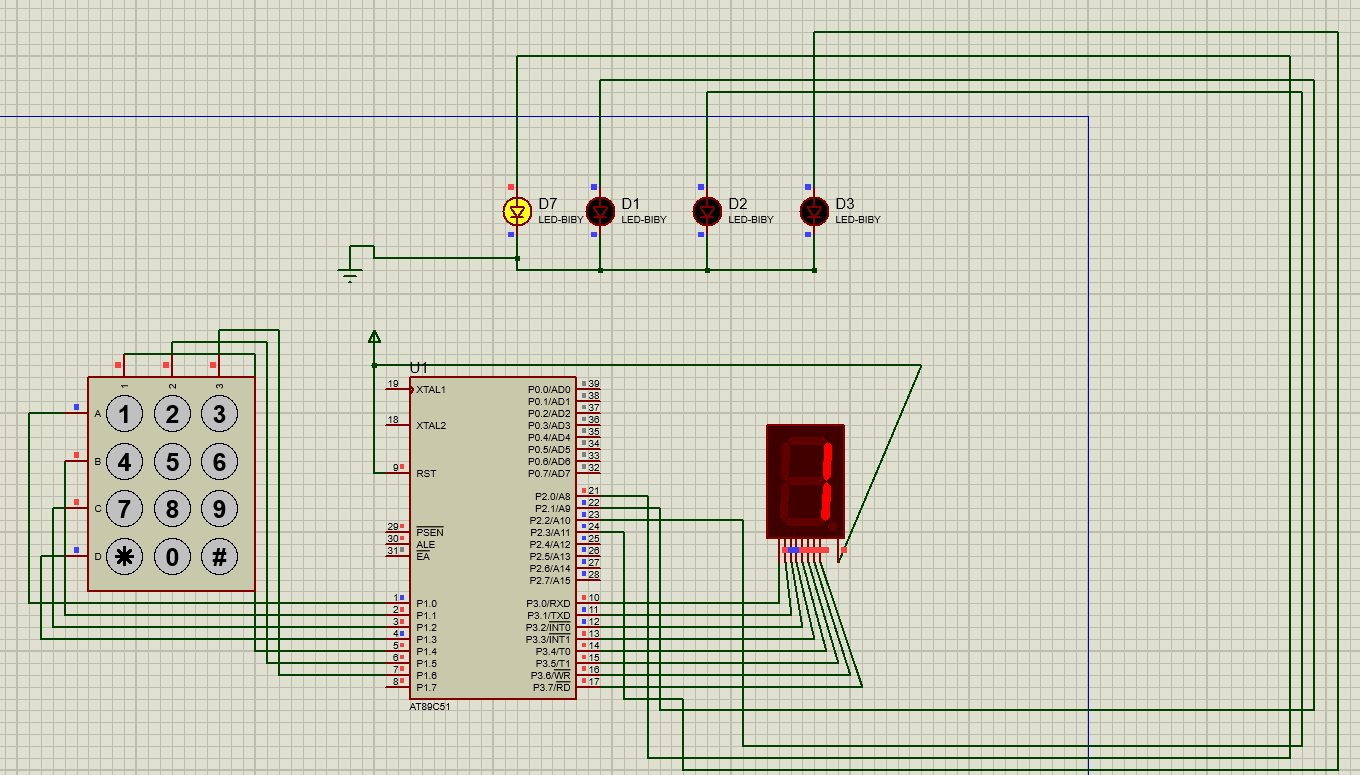 D7
LED-BIBY
D1
LED-BIBY
D2
LED-BIBY
D3
LED-BIBY
1 2 3
A 1 2 3
B 4 5 6
C 7 8 9
D * 0 #
U1
19 XTAL1
18 XTAL2
9 RST
29 PSEN
30 ALE
31 EA
1 P1.0
2 P1.1
3 P1.2
4 P1.3
5 P1.4
6 P1.5
7 P1.6
8 P1.7
P0.0/AD0 39
P0.1/AD1 38
P0.2/AD2 37
P0.3/AD3 36
P0.4/AD4 35
P0.5/AD5 34
P0.6/AD6 33
P0.7/AD7 32
P2.0/A8 21
P2.1/A9 22
P2.2/A10 23
P2.3/A11 24
P2.4/A12 25
P2.5/A13 26
P2.6/A14 27
P2.7/A15 28
P3.0/RXD 10
P3.1/TXD 11
P3.2/INT0 12
P3.3/INT1 13
P3.4/T0 14
P3.5/T1 15
P3.6/WR 16
P3.7/RD 17
AT89C51
1